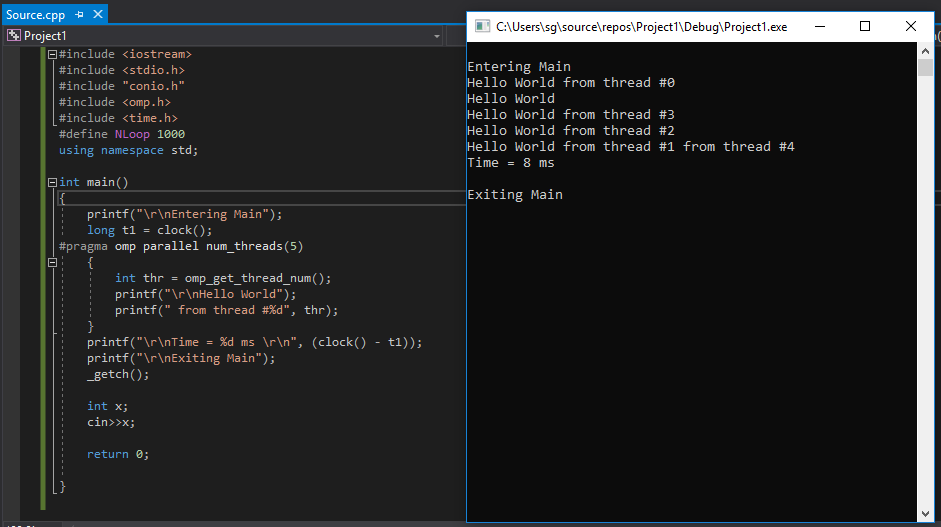 Source.cpp
Project1
#include <iostream>
#include <stdio.h>
#include "conio.h"
#include <omp.h>
#include <time.h>
#define NLoop 1000
using namespace std;
int main()
{
printf("\r\nEntering Main");
long t1 = clock();
#pragma omp parallel num_threads(5)
{
int thr = omp_get_thread_num();
printf("\r\nHello World");
printf(" from thread #%d", thr);
}
printf("\r\nTime = %d ms \r\n", (clock() - t1));
printf("\r\nExiting Main");
_getch();
int x;
cin>>x;
return 0;
}
C:\Users\sg\source\repos\Project1\Debug\Project1.exe
Entering Main
Hello World from thread #0
Hello World
Hello World from thread #3
Hello World from thread #2
Hello World from thread #1 from thread #4
Time = 8 ms
Exiting Main